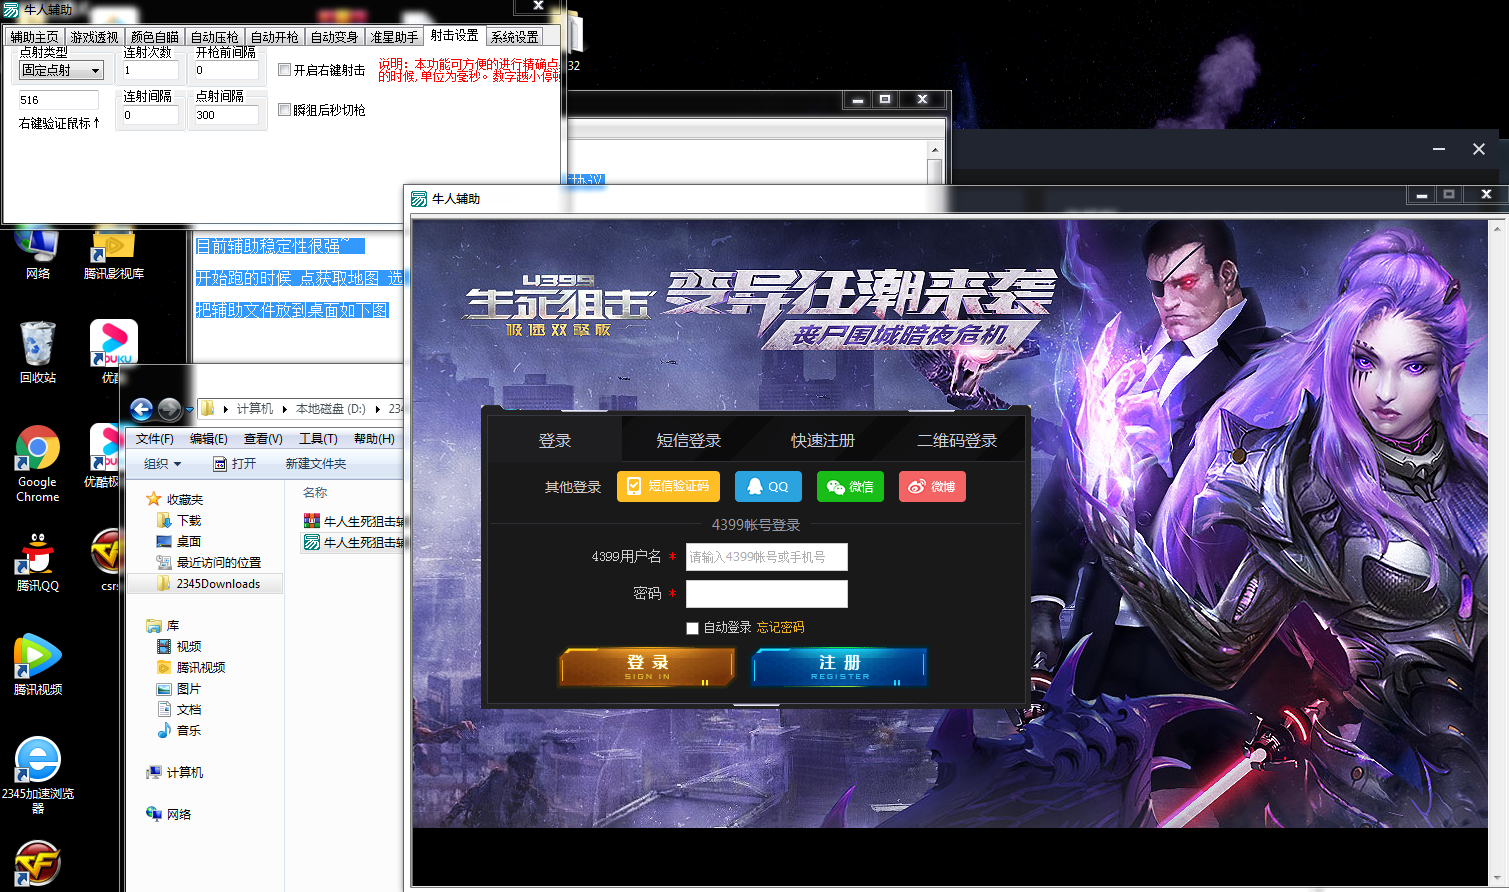 牛人辅助
辅助主页 游戏透视 颜色自瞄 自动压枪 自动开枪 自动变身 准星助手 射击设置 系统设置
点射类型 连射次数 开枪前间隔
固定点射 1 0
开启右键射击
说明：本功能可方便的进行精确点
的时候,单位为毫秒。数字越小停顿
516
连射间隔 点射间隔
0 300
瞬狙后秒切枪
右键验证鼠标↑
32
协议
网络
腾讯影视库
目前辅助稳定性很强~
开始跑的时候 点获取地图 选
把辅助文件放到桌面如下图
回收站
优酷
Google
Chrome
优酷极
腾讯QQ
csrs
腾讯视频
2345加速浏览
器
计算机 本地磁盘 (D:) 234
文件(F) 编辑(E) 查看(V) 工具(T) 帮助(H)
组织 打开 新建文件夹
收藏夹
下载
桌面
最近访问的位置
2345Downloads
库
视频
腾讯视频
图片
文档
音乐
计算机
网络
名称
牛人生死狙击辅
牛人生死狙击辅
牛人辅助
4399
生死狙击
极速双擎版
变异狂潮来袭
丧尸围城暗夜危机
登录 短信登录 快速注册 二维码登录
其他登录 短信验证码 QQ 微信 微博
4399帐号登录
4399用户名 * 请输入4399帐号或手机号
密码 *
自动登录 忘记密码
登录
SIGN IN
注册
REGISTER